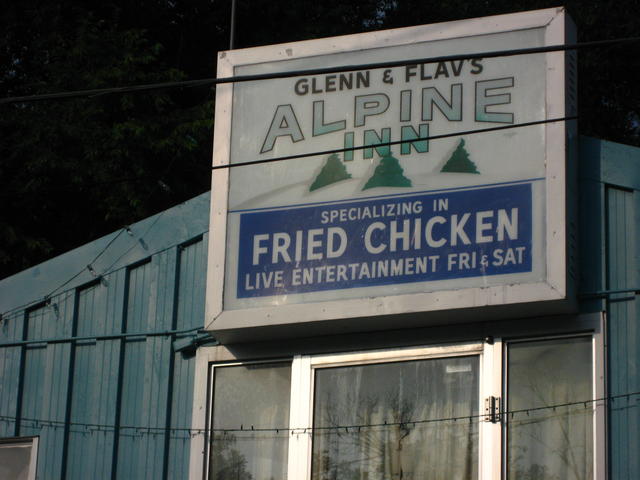 GLENN & FLAV'S
ALPINE
INN
SPECIALIZING IN
FRIED CHICKEN
LIVE ENTERTAINMENT FRI & SAT